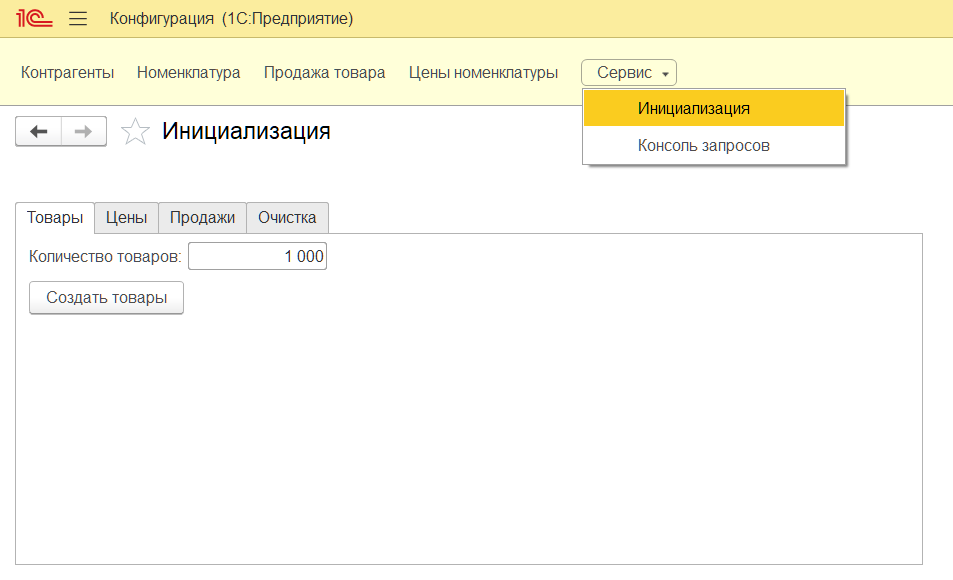 1С Конфигурация (1С:Предприятие)
Контрагенты Номенклатура Продажа товара Цены номенклатуры Сервис
Инициализация
Консоль запросов
Инициализация
Товары Цены Продажи Очистка
Количество товаров: 1 000
Создать товары